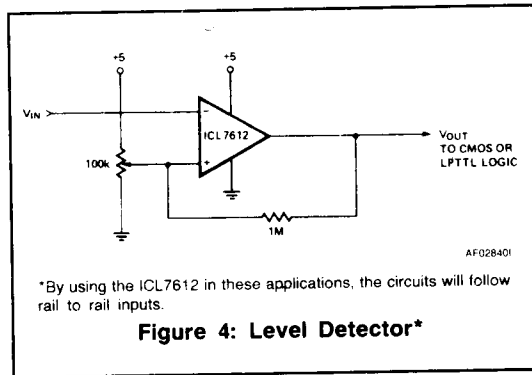 +5
+5
VIN
−
ICL7612
+
100k
VOUT
TO CMOS OR
LPTTL LOGIC
1M
AF02840I
*By using the ICL7612 in these applications, the circuits will follow
rail to rail inputs.
Figure 4: Level Detector*